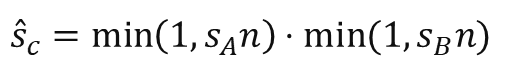 ŝ_c = min(1, s_A n) · min(1, s_B n)